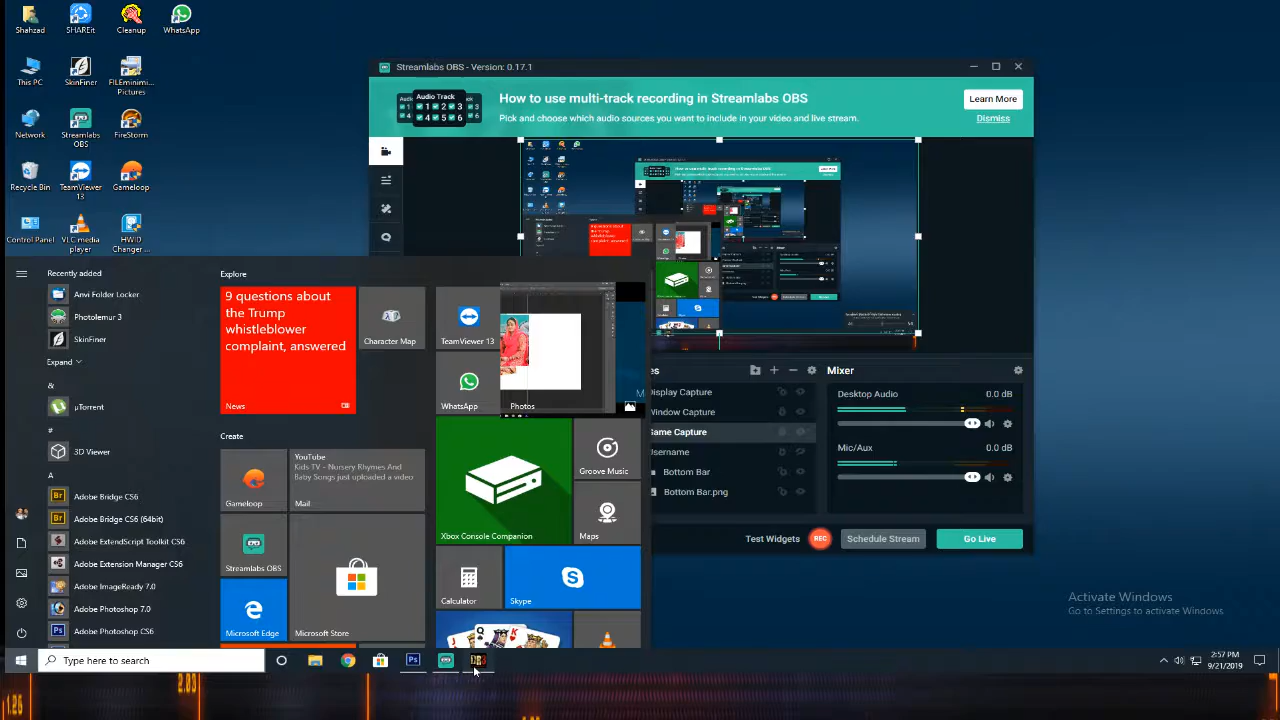 Shahzad
SHAREit
Cleanup
WhatsApp
This PC
SkinFiner
FILEminimi...
Pictures
Network
Streamlabs
OBS
FireStorm
Recycle Bin
TeamViewer
13
Gameloop
Control Panel
VLC media
player
HWID
Changer ...
Streamlabs OBS - Version: 0.17.1
Audio Track
1 2 3
4 5 6
How to use multi-track recording in Streamlabs OBS
Pick and choose which audio sources you want to include in your video and live stream.
Learn More
Dismiss
Recently added
Anvi Folder Locker
Photolemur 3
SkinFiner
Expand
&
µTorrent
#
3D Viewer
A
Adobe Bridge CS6
Adobe Bridge CS6 (64bit)
Adobe ExtendScript Toolkit CS6
Adobe Extension Manager CS6
Adobe ImageReady 7.0
Adobe Photoshop 7.0
Adobe Photoshop CS6
Explore
9 questions about
the Trump
whistleblower
complaint, answered
News
Character Map
TeamViewer 13
WhatsApp
Photos
Create
Gameloop
YouTube
Kids TV - Nursery Rhymes And
Baby Songs just uploaded a video
Mail
Xbox Console Companion
Groove Music
Maps
Streamlabs OBS
Microsoft Store
Calculator
Skype
Microsoft Edge
es
Display Capture
Window Capture
Game Capture
Username
Bottom Bar
Bottom Bar.png
Mixer
Desktop Audio
0.0 dB
Mic/Aux
0.0 dB
Test Widgets
REC
Schedule Stream
Go Live
Activate Windows
Go to Settings to activate Windows
Type here to search
2:57 PM
9/21/2019